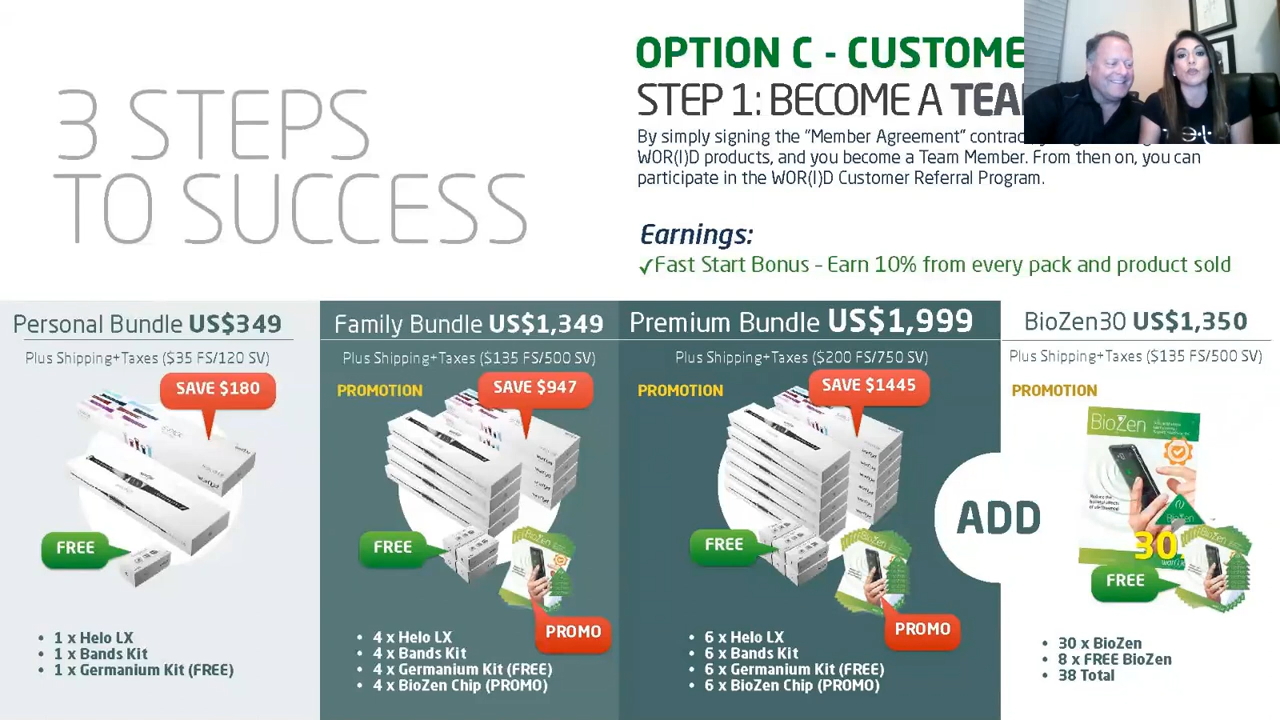 3 STEPS
TO SUCCESS
OPTION C - CUSTOME
STEP 1: BECOME A TEA
By simply signing the "Member Agreement" contrac
WOR(l)D products, and you become a Team Member. From then on, you can
participate in the WOR(l)D Customer Referral Program.
Earnings:
✓Fast Start Bonus – Earn 10% from every pack and product sold
Personal Bundle US$349
Plus Shipping+Taxes ($35 FS/120 SV)
SAVE $180
FREE
• 1 x Helo LX
• 1 x Bands Kit
• 1 x Germanium Kit (FREE)
Family Bundle US$1,349
Plus Shipping+Taxes ($135 FS/500 SV)
PROMOTION
SAVE $947
FREE
BioZen
PROMO
• 4 x Helo LX
• 4 x Bands Kit
• 4 x Germanium Kit (FREE)
• 4 x BioZen Chip (PROMO)
Premium Bundle US$1,999
Plus Shipping+Taxes ($200 FS/750 SV)
PROMOTION
SAVE $1445
FREE
BioZen
PROMO
• 6 x Helo LX
• 6 x Bands Kit
• 6 x Germanium Kit (FREE)
• 6 x BioZen Chip (PROMO)
ADD
BioZen30 US$1,350
Plus Shipping+Taxes ($135 FS/500 SV)
PROMOTION
BioZen
BioZen
30
BioZen
FREE
• 30 x BioZen
• 8 x FREE BioZen
• 38 Total